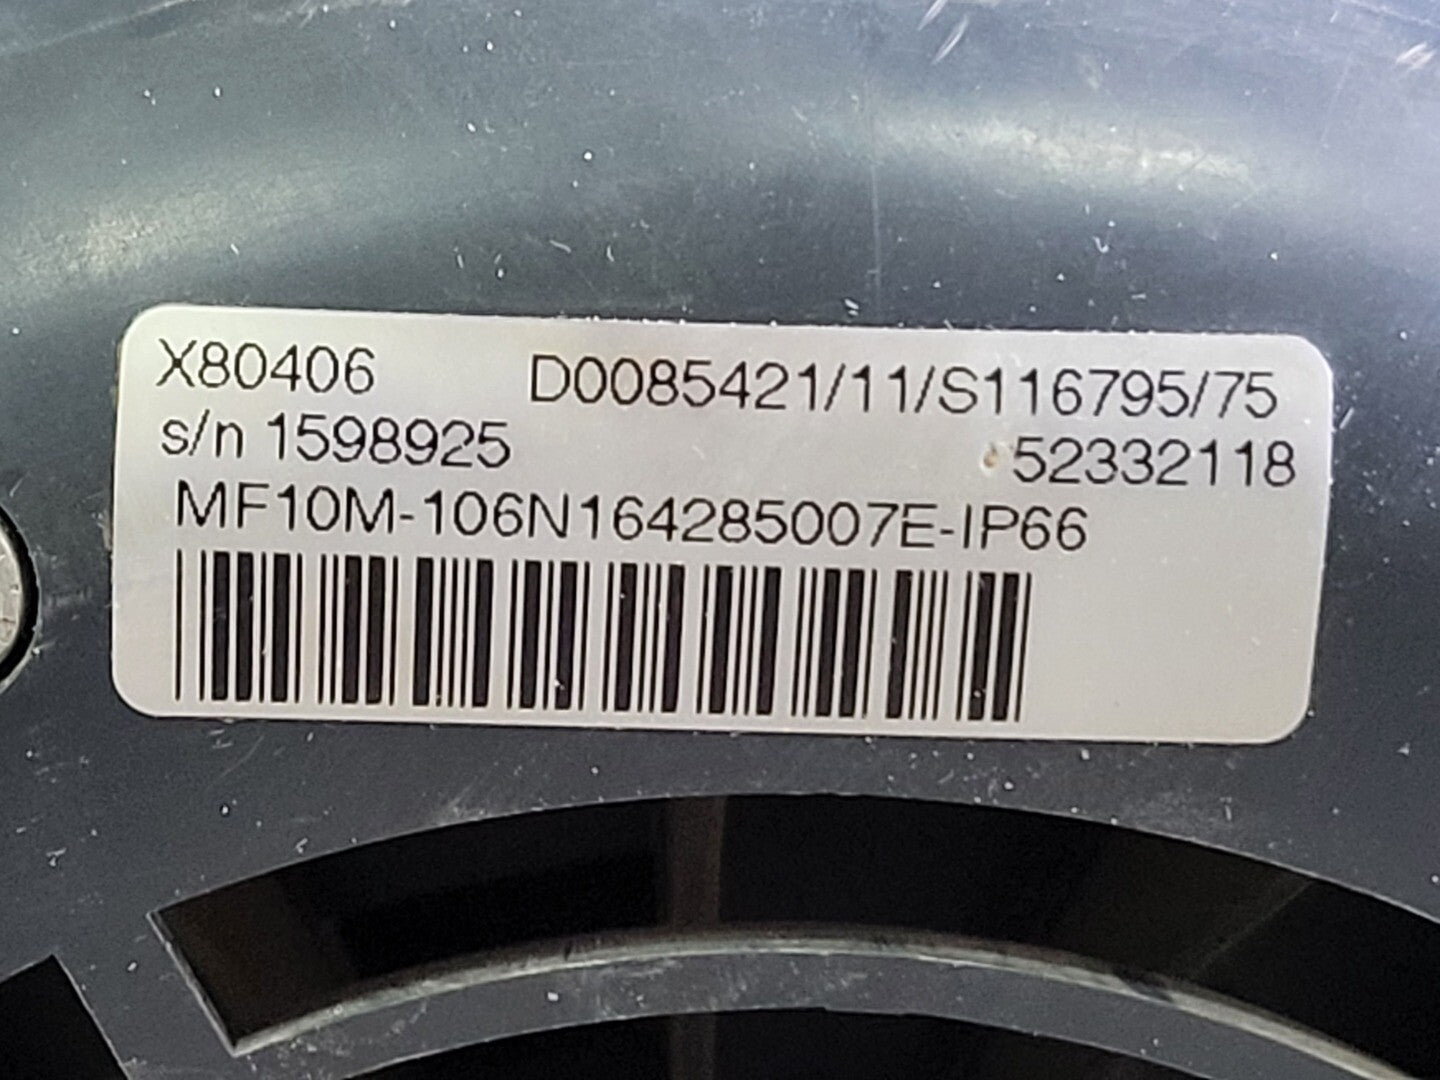 X80406 D0085421/11/S116795/75
s/n 1598925 52332118
MF10M-106N164285007E-IP66